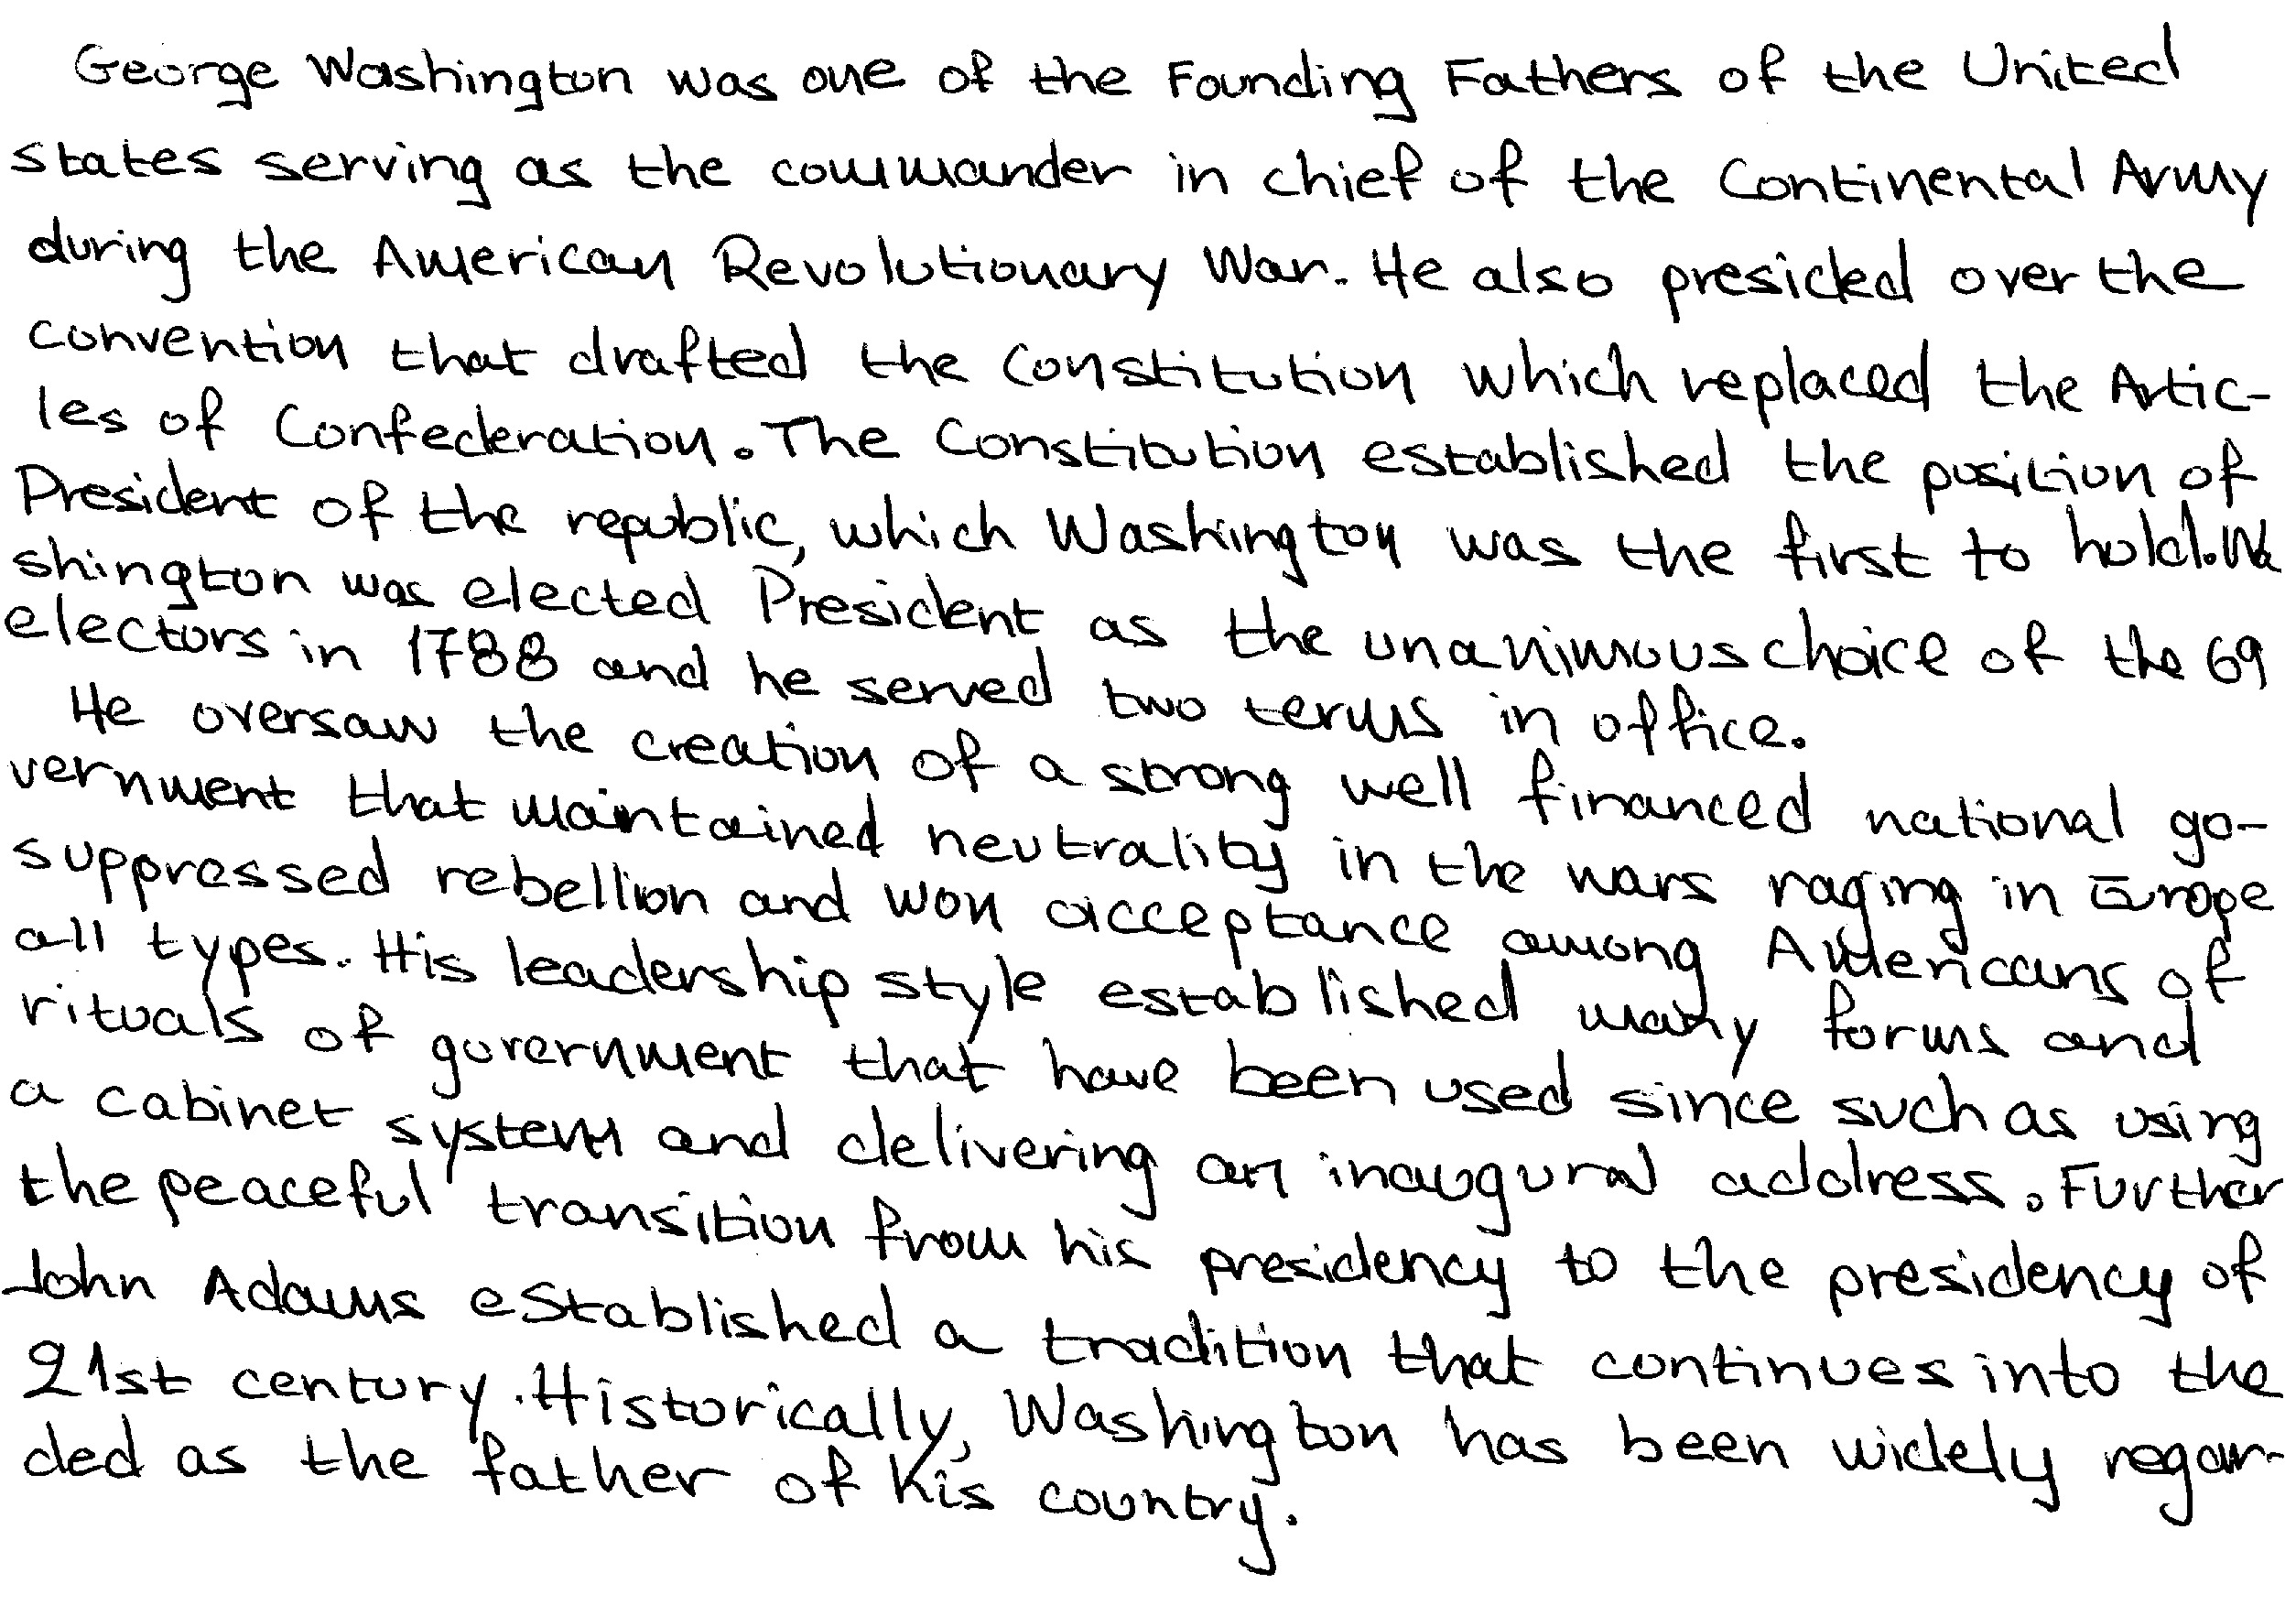 George Washington was one of the Founding Fathers of the United
states serving as the commander in chief of the Continental Army
during the American Revolutionary War. He also presided over the
convention that drafted the Constitution which replaced the Artic-
les of Confederation. The Constitution established the position of
President of the republic, which Washington was the first to hold. Wa
shington was elected President as the unanimous choice of the 69
electors in 1788 and he served two terms in office.
He oversaw the creation of a strong well financed national go-
vernment that maintained neutrality in the wars raging in Europe
suppressed rebellion and won acceptance among Americans of
all types. His leadership style established many forms and
rituals of government that have been used since such as using
a cabinet system and delivering an inaugural address. Further
the peaceful transition from his presidency to the presidency of
John Adams established a tradition that continues into the
21st century. Historically, Washington has been widely regar-
ded as the father of his country.